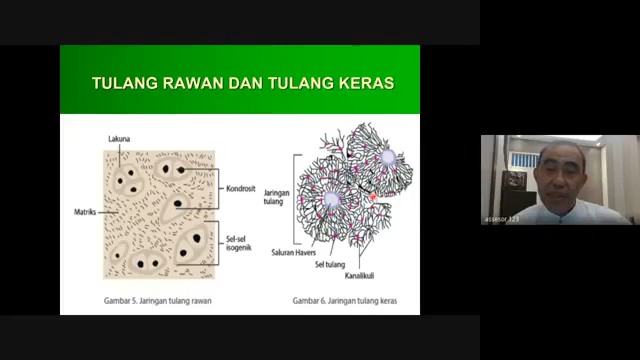 TULANG RAWAN DAN TULANG KERAS
Lakuna
Kondrosit
Matriks
Sel-sel
isogenik
Gambar 5. Jaringan tulang rawan
Jaringan
tulang
Saluran Havers
Sel tulang
Kanalikuli
Gambar 6. Jaringan tulang keras
assesor 123